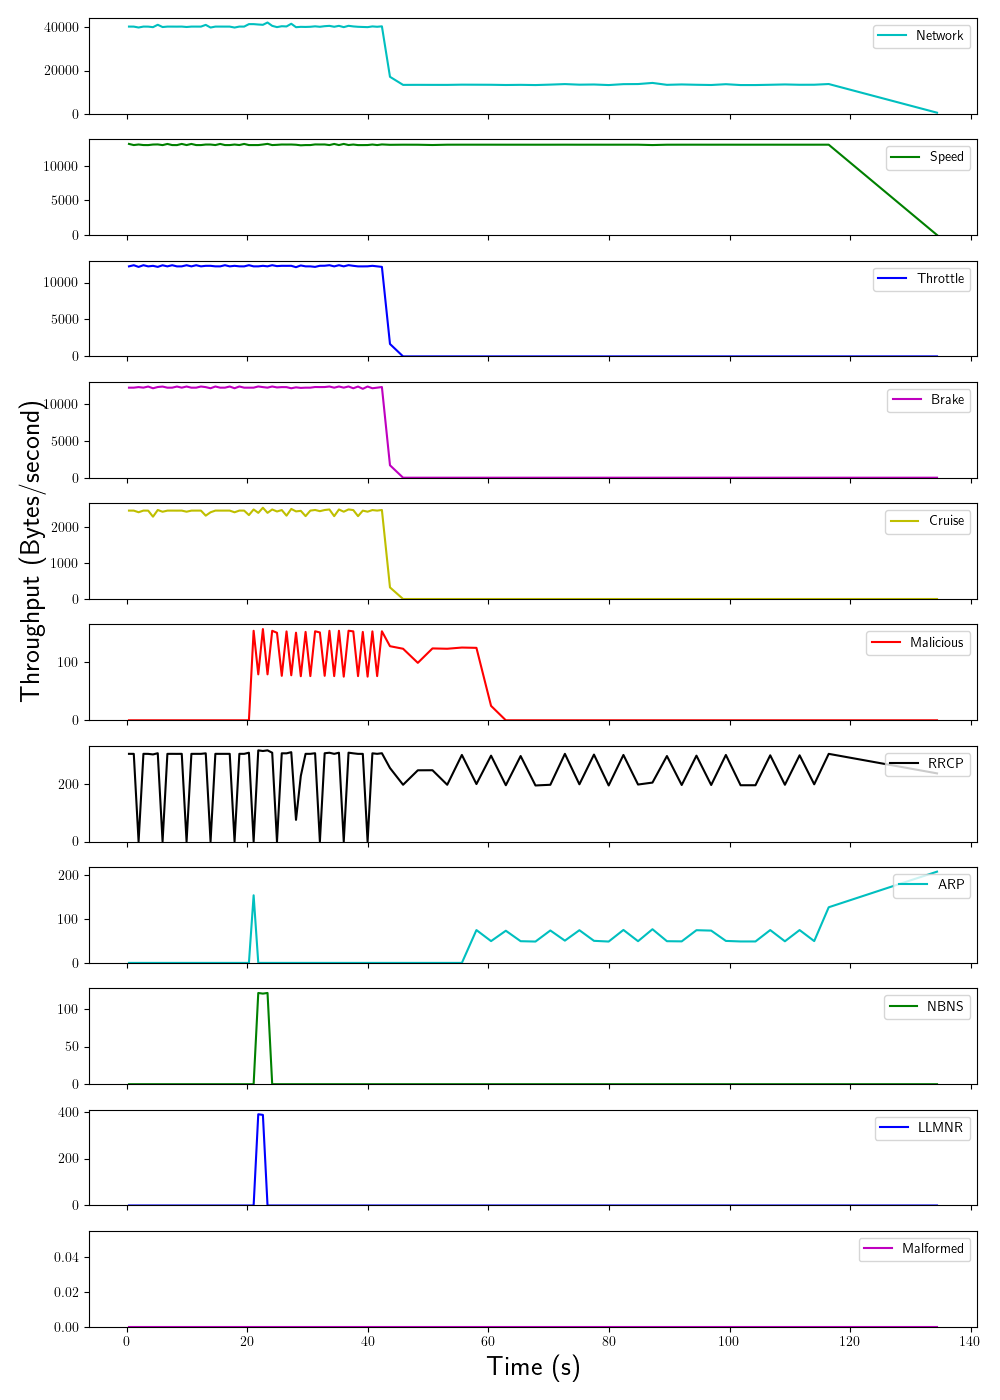 40000
20000
0
Network
10000
5000
0
Speed
10000
5000
0
Throttle
10000
5000
0
Brake
2000
1000
0
Cruise
100
0
Malicious
200
0
RRCP
200
100
0
ARP
100
50
0
NBNS
400
200
0
LLMNR
0.04
0.02
0.00
Malformed
0 20 40 60 80 100 120 140
Time (s)
Throughput (Bytes/second)